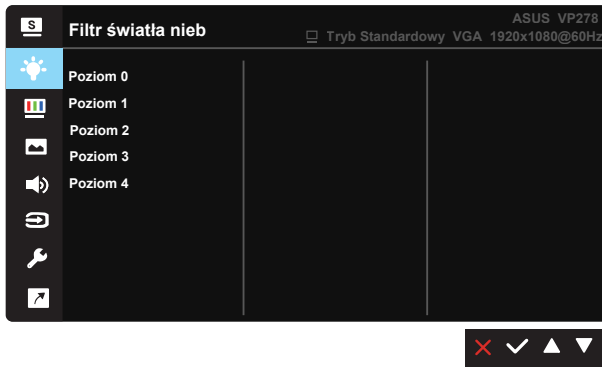 S
Filtr światła nieb
ASUS VP278
Tryb Standardowy VGA 1920x1080@60Hz
Poziom 0
Poziom 1
Poziom 2
Poziom 3
Poziom 4